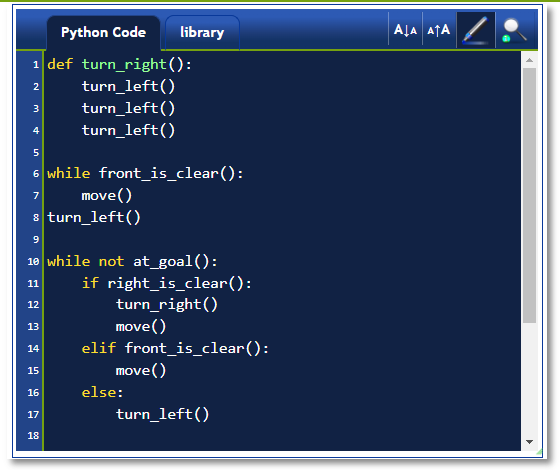 Python Code library A↓A A↑A
1 def turn_right():
2     turn_left()
3     turn_left()
4     turn_left()
5
6 while front_is_clear():
7     move()
8 turn_left()
9
10 while not at_goal():
11     if right_is_clear():
12         turn_right()
13         move()
14     elif front_is_clear():
15         move()
16     else:
17         turn_left()
18